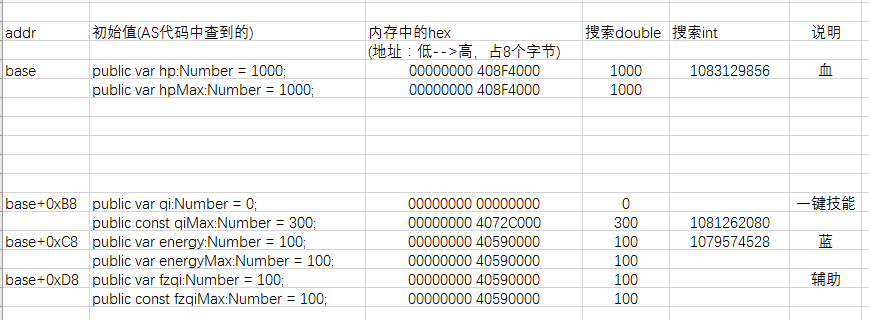 addr 初始值(AS代码中查到的) 内存中的hex 搜索double 搜索int 说明
(地址：低-->高，占8个字节)
base public var hp:Number = 1000; 00000000 408F4000 1000 1083129856 血
public var hpMax:Number = 1000; 00000000 408F4000 1000
base+0xB8 public var qi:Number = 0; 00000000 00000000 0 一键技能
public const qiMax:Number = 300; 00000000 4072C000 300 1081262080
base+0xC8 public var energy:Number = 100; 00000000 40590000 100 1079574528 蓝
public var energyMax:Number = 100; 00000000 40590000 100
base+0xD8 public var fzqi:Number = 100; 00000000 40590000 100 辅助
public const fzqiMax:Number = 100; 00000000 40590000 100